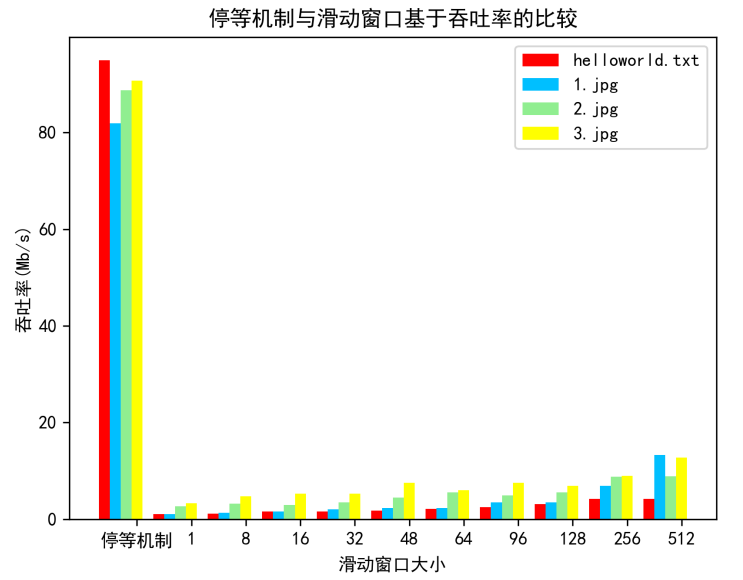 停等机制与滑动窗口基于吞吐率的比较
helloworld.txt
1.jpg
2.jpg
3.jpg
吞吐率(Mb/s)
80
60
40
20
0
停等机制 1 8 16 32 48 64 96 128 256 512
滑动窗口大小